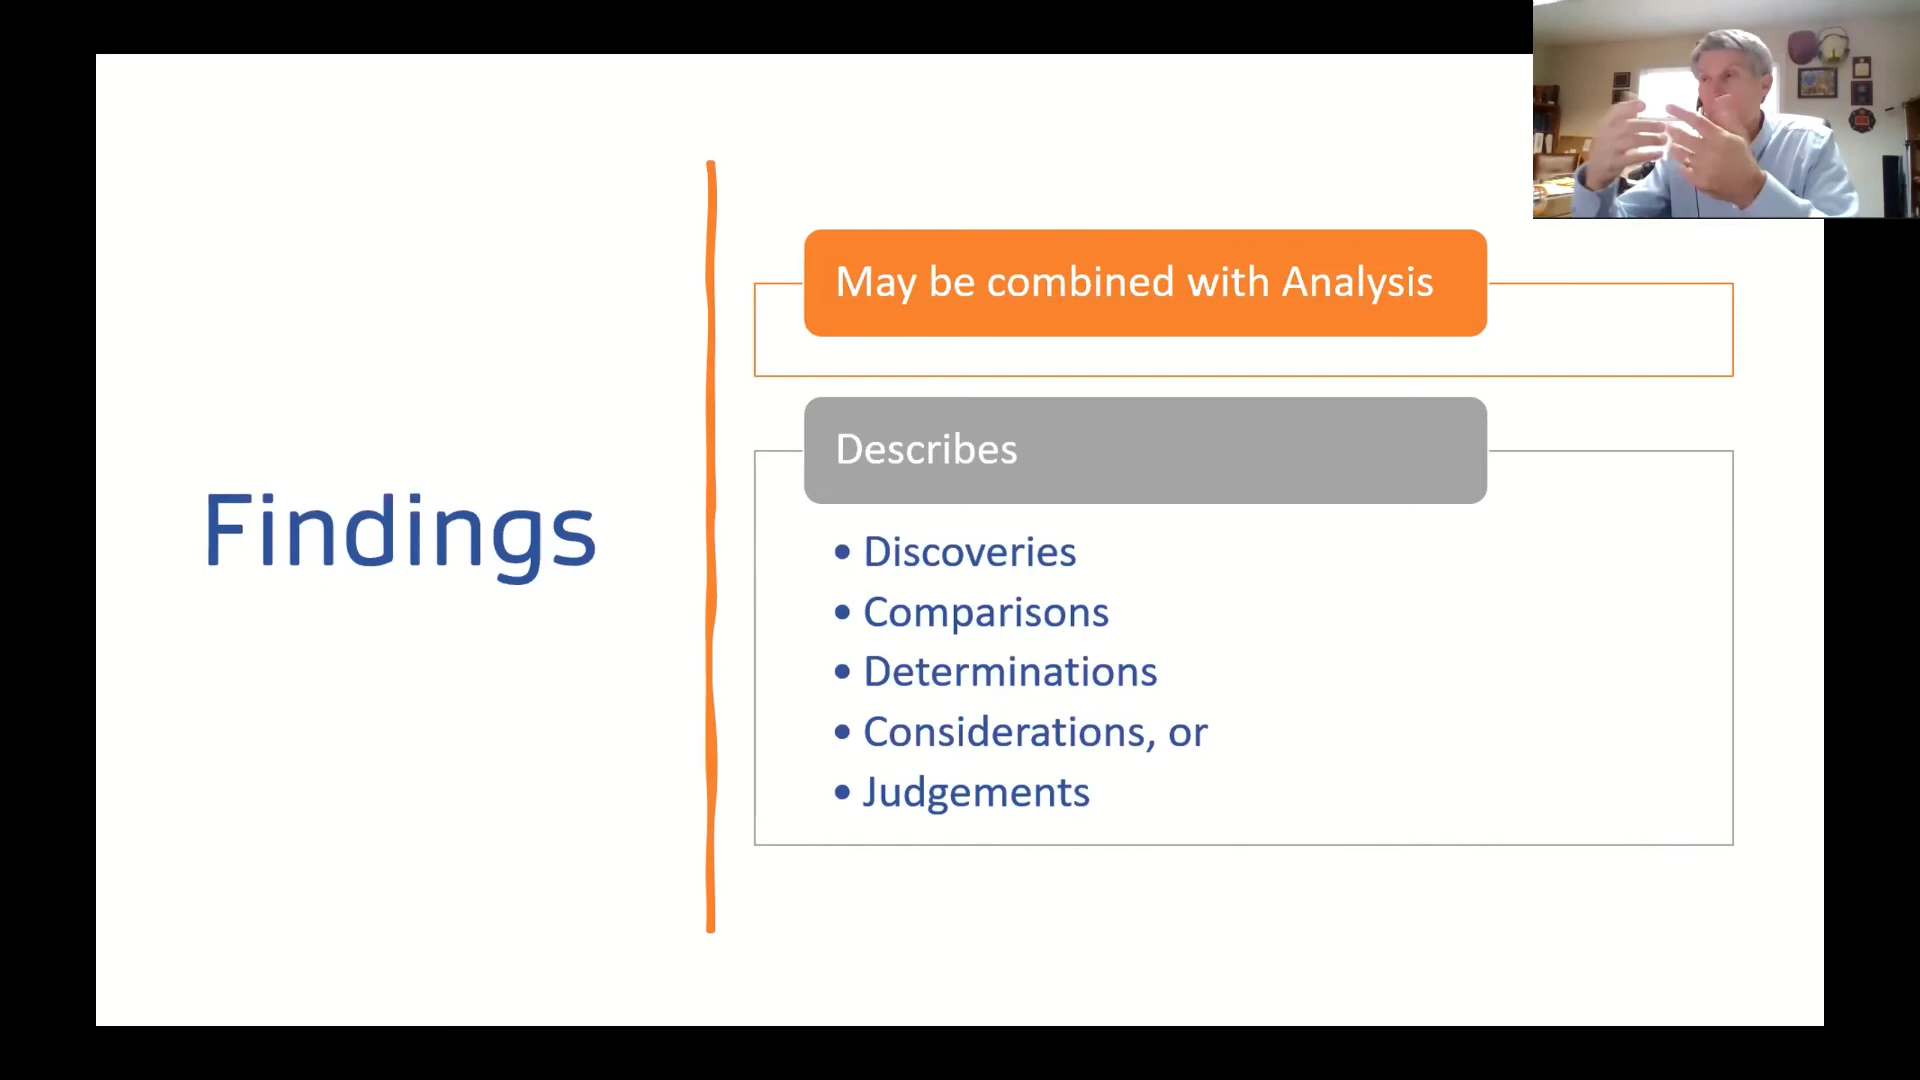 Findings
May be combined with Analysis
Describes
• Discoveries
• Comparisons
• Determinations
• Considerations, or
• Judgements